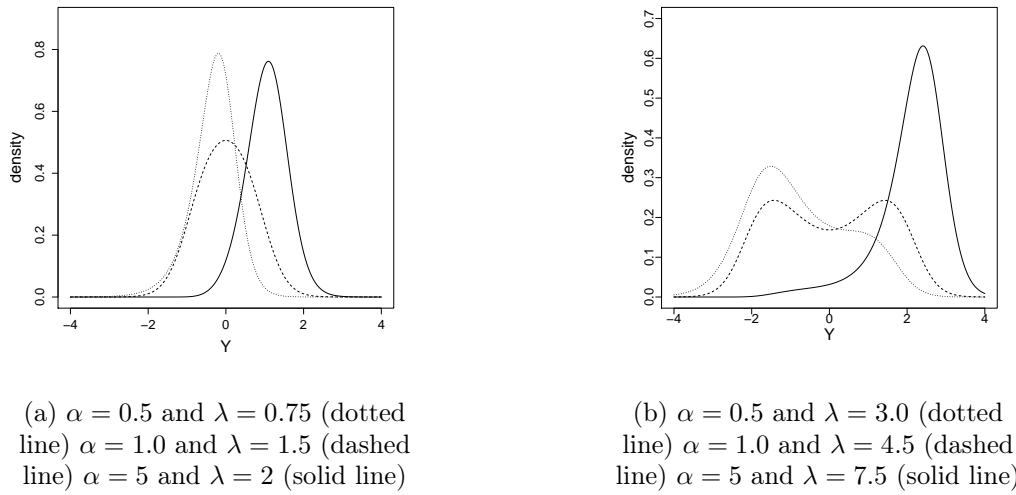 0.8
0.6
0.4
0.2
0.0
density
−4
−2
0
2
4
Y
0.7
0.6
0.5
0.4
0.3
0.2
0.1
0.0
density
−4
−2
0
2
4
Y
(a) α = 0.5 and λ = 0.75 (dotted
line) α = 1.0 and λ = 1.5 (dashed
line) α = 5 and λ = 2 (solid line)
(b) α = 0.5 and λ = 3.0 (dotted
line) α = 1.0 and λ = 4.5 (dashed
line) α = 5 and λ = 7.5 (solid line)